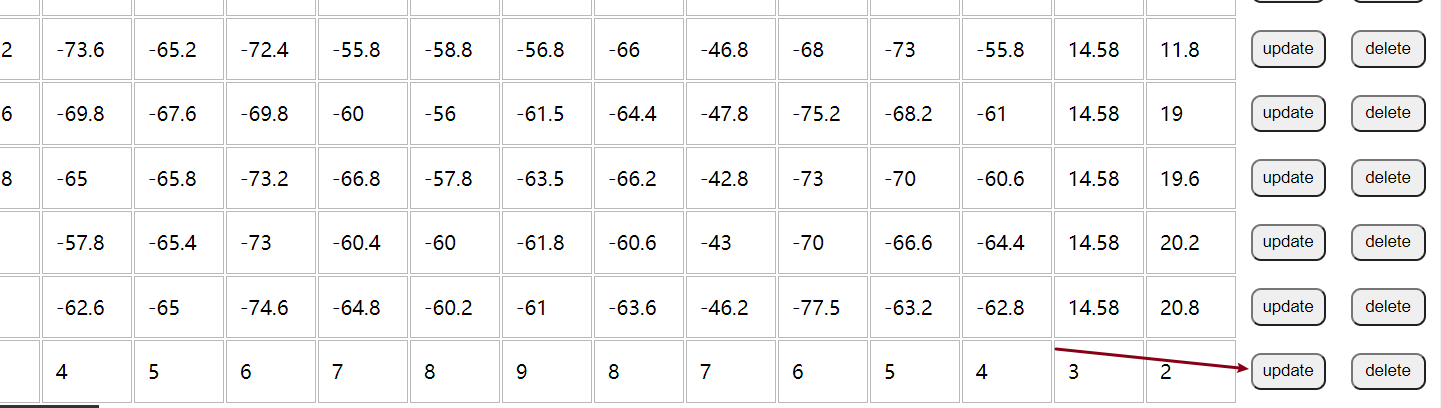 2 -73.6 -65.2 -72.4 -55.8 -58.8 -56.8 -66 -46.8 -68 -73 -55.8 14.58 11.8 update delete
6 -69.8 -67.6 -69.8 -60 -56 -61.5 -64.4 -47.8 -75.2 -68.2 -61 14.58 19 update delete
8 -65 -65.8 -73.2 -66.8 -57.8 -63.5 -66.2 -42.8 -73 -70 -60.6 14.58 19.6 update delete
-57.8 -65.4 -73 -60.4 -60 -61.8 -60.6 -43 -70 -66.6 -64.4 14.58 20.2 update delete
-62.6 -65 -74.6 -64.8 -60.2 -61 -63.6 -46.2 -77.5 -63.2 -62.8 14.58 20.8 update delete
4 5 6 7 8 9 8 7 6 5 4 3 2 update delete